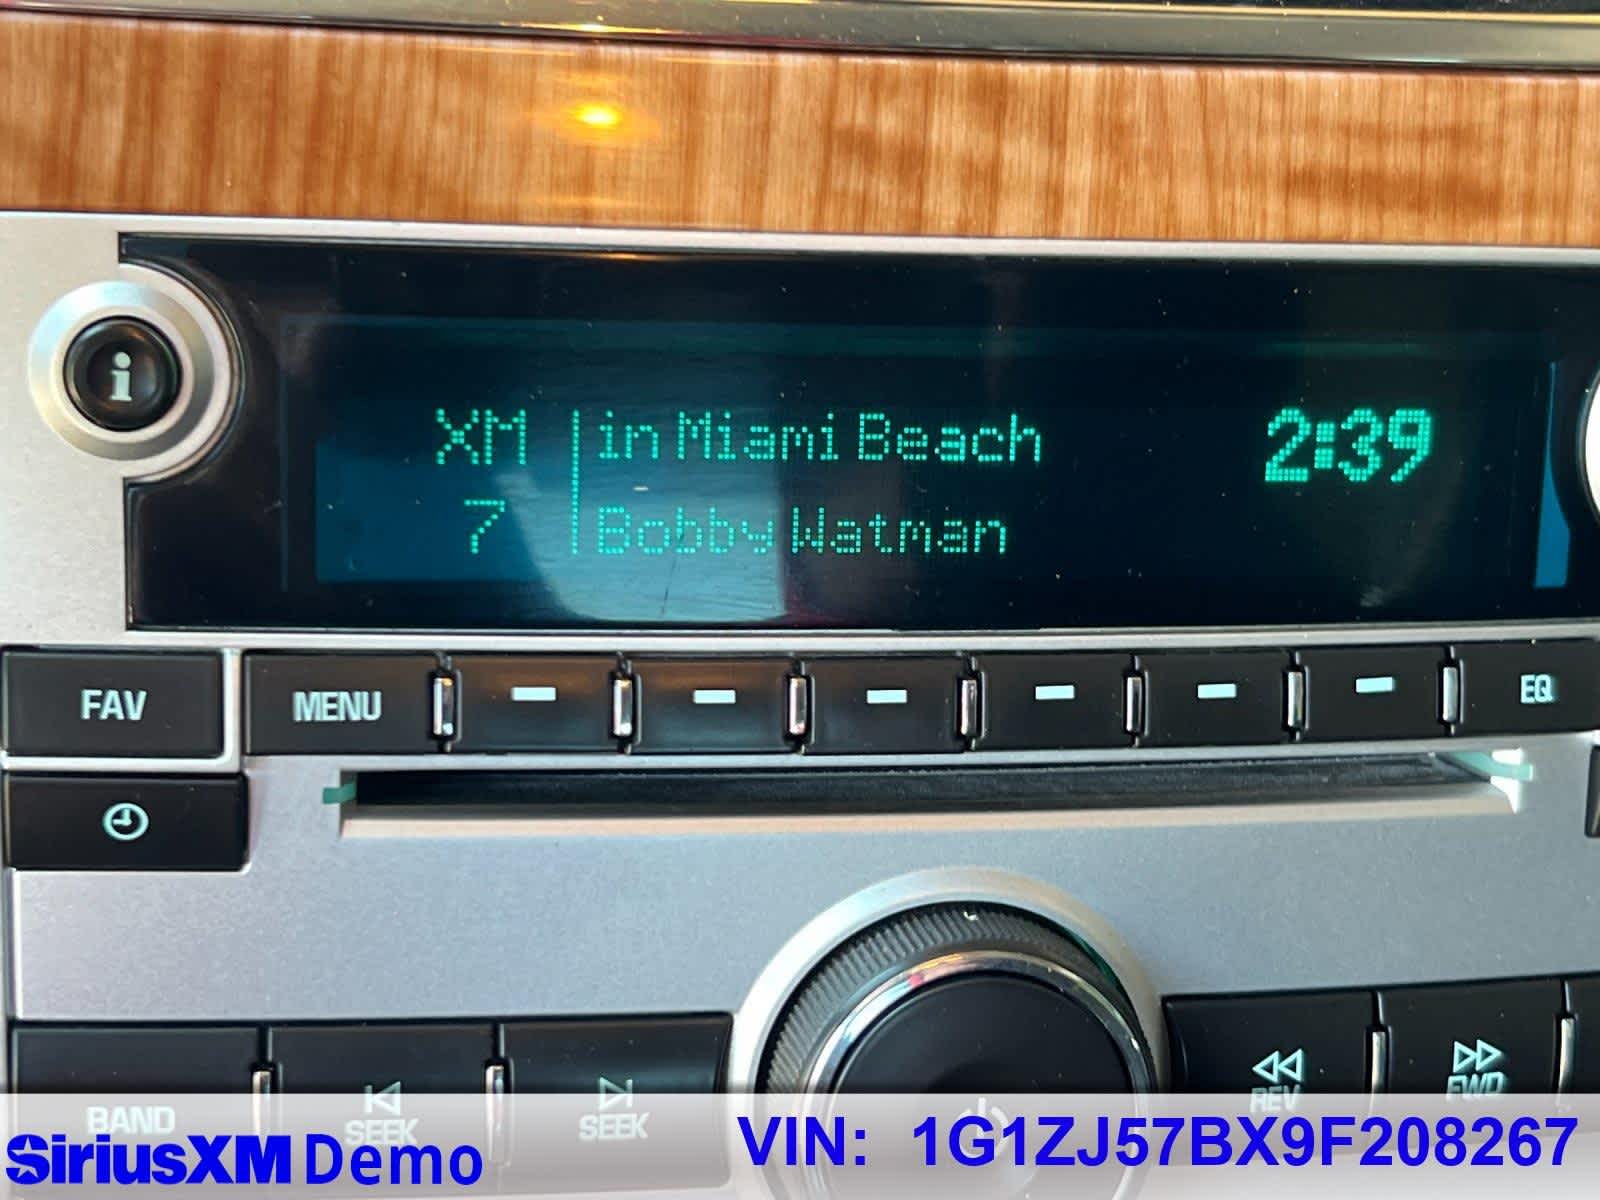 i
XM in Miami Beach 2:39
7 Bobby Watman
FAV MENU EQ
BAND SEEK SEEK REV FWD
SiriusXM Demo VIN: 1G1ZJ57BX9F208267